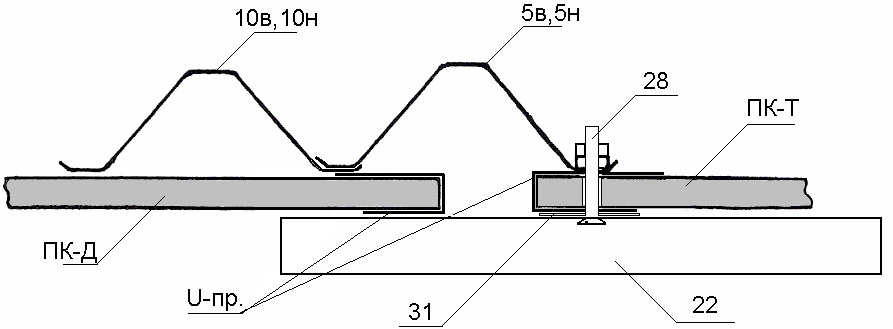 10в,10н
5в,5н
28
ПК-Т
ПК-Д
U-пр.
31
22